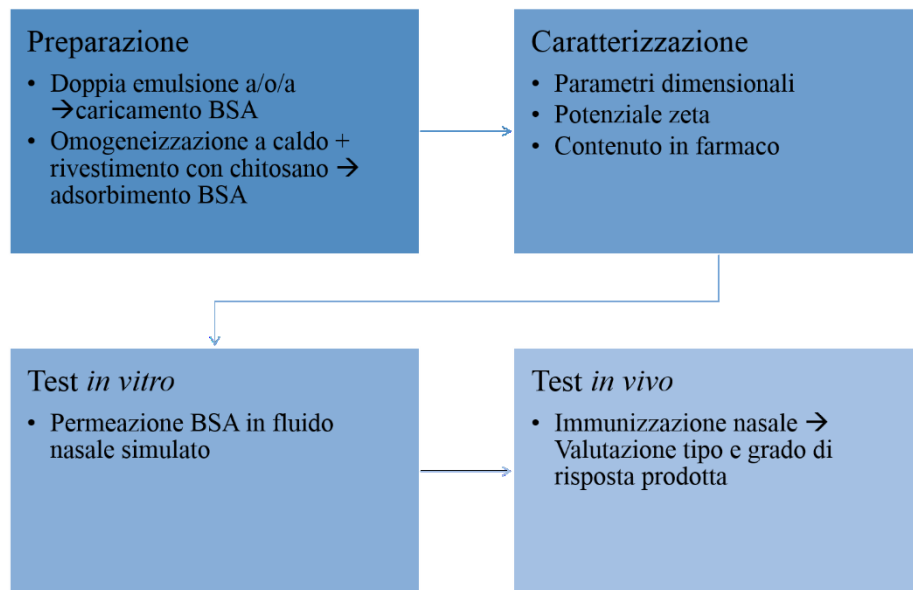 Preparazione
• Doppia emulsione a/o/a
→caricamento BSA
• Omogeneizzazione a caldo +
rivestimento con chitosano →
adsorbimento BSA
Caratterizzazione
• Parametri dimensionali
• Potenziale zeta
• Contenuto in farmaco
Test in vitro
• Permeazione BSA in fluido
nasale simulato
Test in vivo
• Immunizzazione nasale →
Valutazione tipo e grado di
risposta prodotta